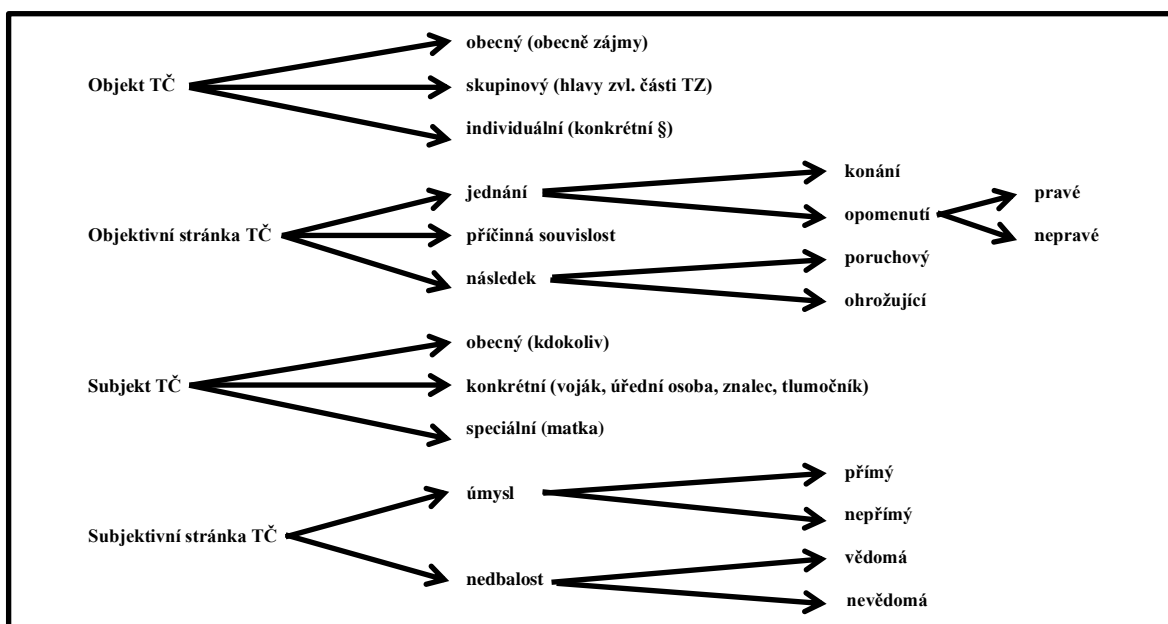 obecný (obecně zájmy)
Objekt TČ
skupinový (hlavy zvl. části TZ)
individuální (konkrétní §)
konání
jednání
pravé
opomenutí
Objektivní stránka TČ
příčinná souvislost
nepravé
poruchový
následek
ohrožující
obecný (kdokoliv)
Subjekt TČ
konkrétní (voják, úřední osoba, znalec, tlumočník)
speciální (matka)
přímý
úmysl
nepřímý
Subjektivní stránka TČ
vědomá
nedbalost
nevědomá